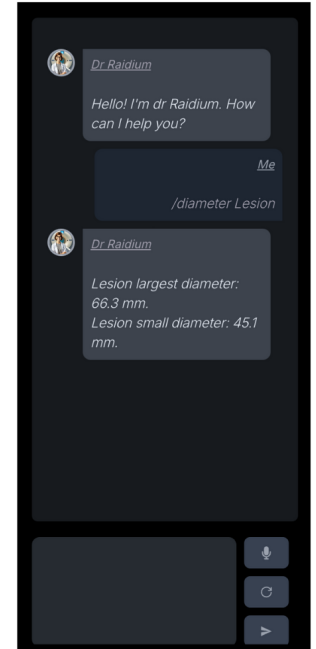 Dr Raidium
Hello! I'm dr Raidium. How
can I help you?
Me
/diameter Lesion
Dr Raidium
Lesion largest diameter:
66.3 mm.
Lesion small diameter: 45.1
mm.